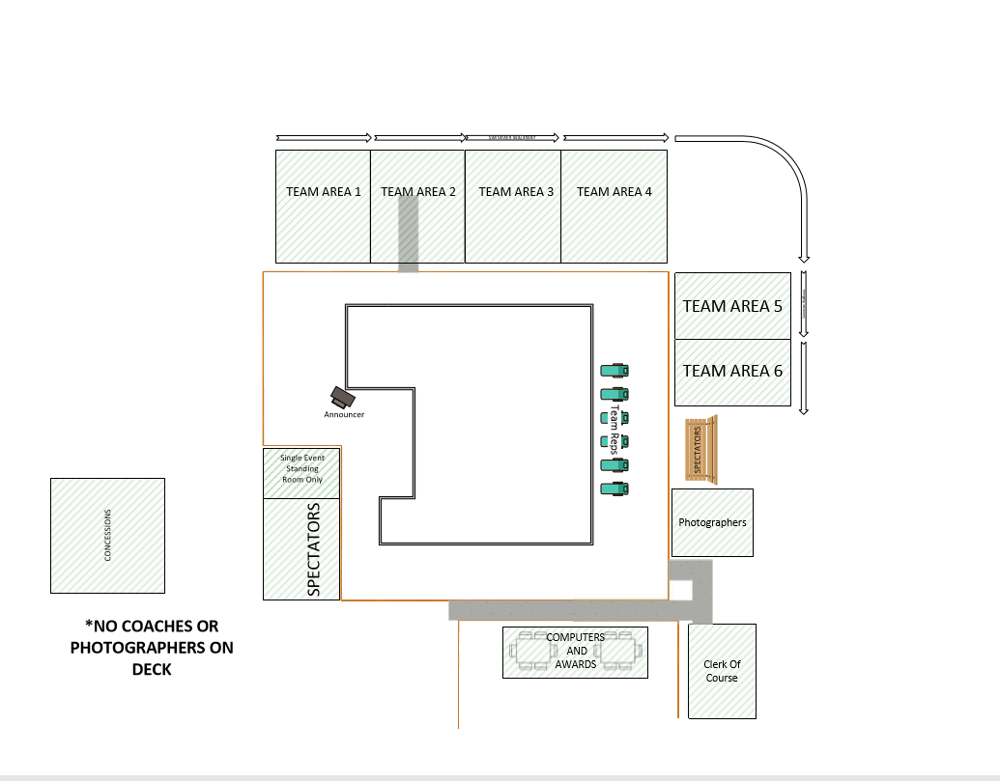 SWIMMER WALKWAY
TEAM AREA 1
TEAM AREA 2
TEAM AREA 3
TEAM AREA 4
TEAM AREA 5
TEAM AREA 6
Announcer
Team Reps
SPECTATORS
Single Event
Standing
Room Only
SPECTATORS
CONCESSIONS
Photographers
*NO COACHES OR
PHOTOGRAPHERS ON
DECK
COMPUTERS
AND
AWARDS
Clerk Of
Course